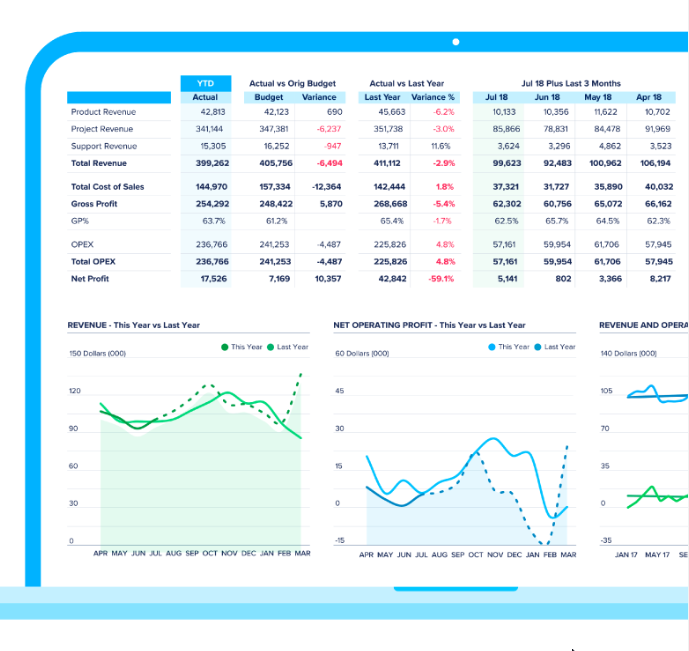 YTD Actual vs Orig Budget Actual vs Last Year Jul 18 Plus Last 3 Months
Actual Budget Variance Last Year Variance % Jul 18 Jun 18 May 18 Apr 18
Product Revenue 42,813 42,123 690 45,663 -6.2% 10,133 10,356 11,622 10,702
Project Revenue 341,144 347,381 -6,237 351,738 -3.0% 85,866 78,831 84,478 91,969
Support Revenue 15,305 16,252 -947 13,711 11.6% 3,624 3,296 4,862 3,523
Total Revenue 399,262 405,756 -6,494 411,112 -2.9% 99,623 92,483 100,962 106,194
Total Cost of Sales 144,970 157,334 -12,364 142,444 1.8% 37,321 31,727 35,890 40,032
Gross Profit 254,292 248,422 5,870 268,668 -5.4% 62,302 60,756 65,072 66,162
GP% 63.7% 61.2% 65.4% -1.7% 62.5% 65.7% 64.5% 62.3%
OPEX 236,766 241,253 -4,487 225,826 4.8% 57,161 59,954 61,706 57,945
Total OPEX 236,766 241,253 -4,487 225,826 4.8% 57,161 59,954 61,706 57,945
Net Profit 17,526 7,169 10,357 42,842 -59.1% 5,141 802 3,366 8,217
REVENUE - This Year vs Last Year
This Year Last Year
150 Dollars (000)
120
90
60
30
0
APR MAY JUN JUL AUG SEP OCT NOV DEC JAN FEB MAR
NET OPERATING PROFIT - This Year vs Last Year
This Year Last Year
60 Dollars (000)
45
30
15
0
-15
APR MAY JUN JUL AUG SEP OCT NOV DEC JAN FEB MAR
REVENUE AND OPERA
140 Dollars (000)
105
70
35
0
-35
JAN 17 MAY 17 SE